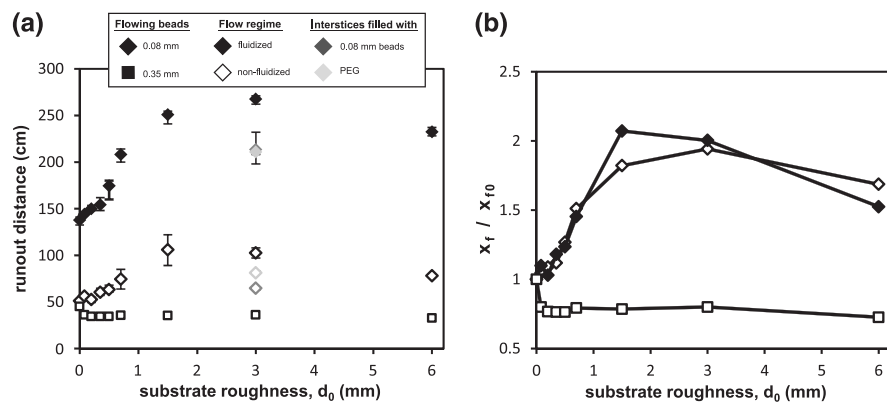 (a)
Flowing beads Flow regime Interstices filled with
0.08 mm fluidized 0.08 mm beads
0.35 mm non-fluidized PEG
300
250
200
150
100
50
0
runout distance (cm)
0 1 2 3 4 5 6
substrate roughness, d0 (mm)
(b)
2.5
2
1.5
1
0.5
xf / xf0
0 1 2 3 4 5 6
substrate roughness, d0 (mm)